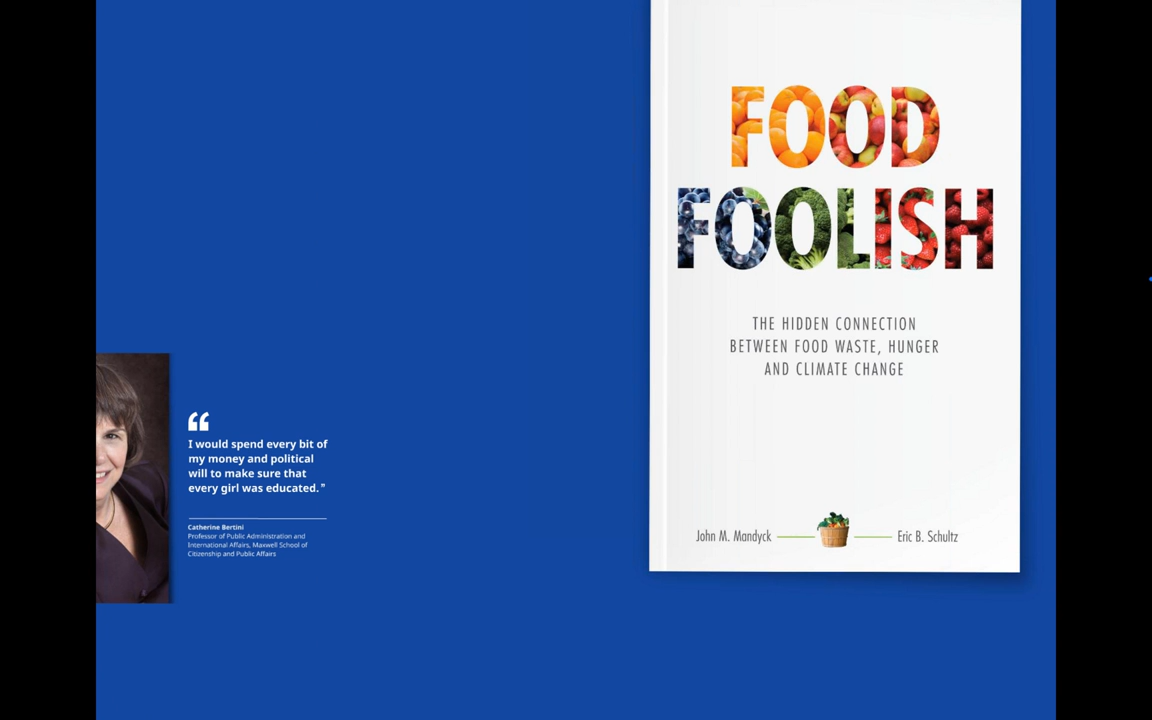 FOOD
FOOLISH
THE HIDDEN CONNECTION
BETWEEN FOOD WASTE, HUNGER
AND CLIMATE CHANGE
John M. Mandyck
Eric B. Schultz
“
I would spend every bit of
my money and political
will to make sure that
every girl was educated.”
Catherine Bertini
Professor of Public Administration and
International Affairs, Maxwell School of
Citizenship and Public Affairs